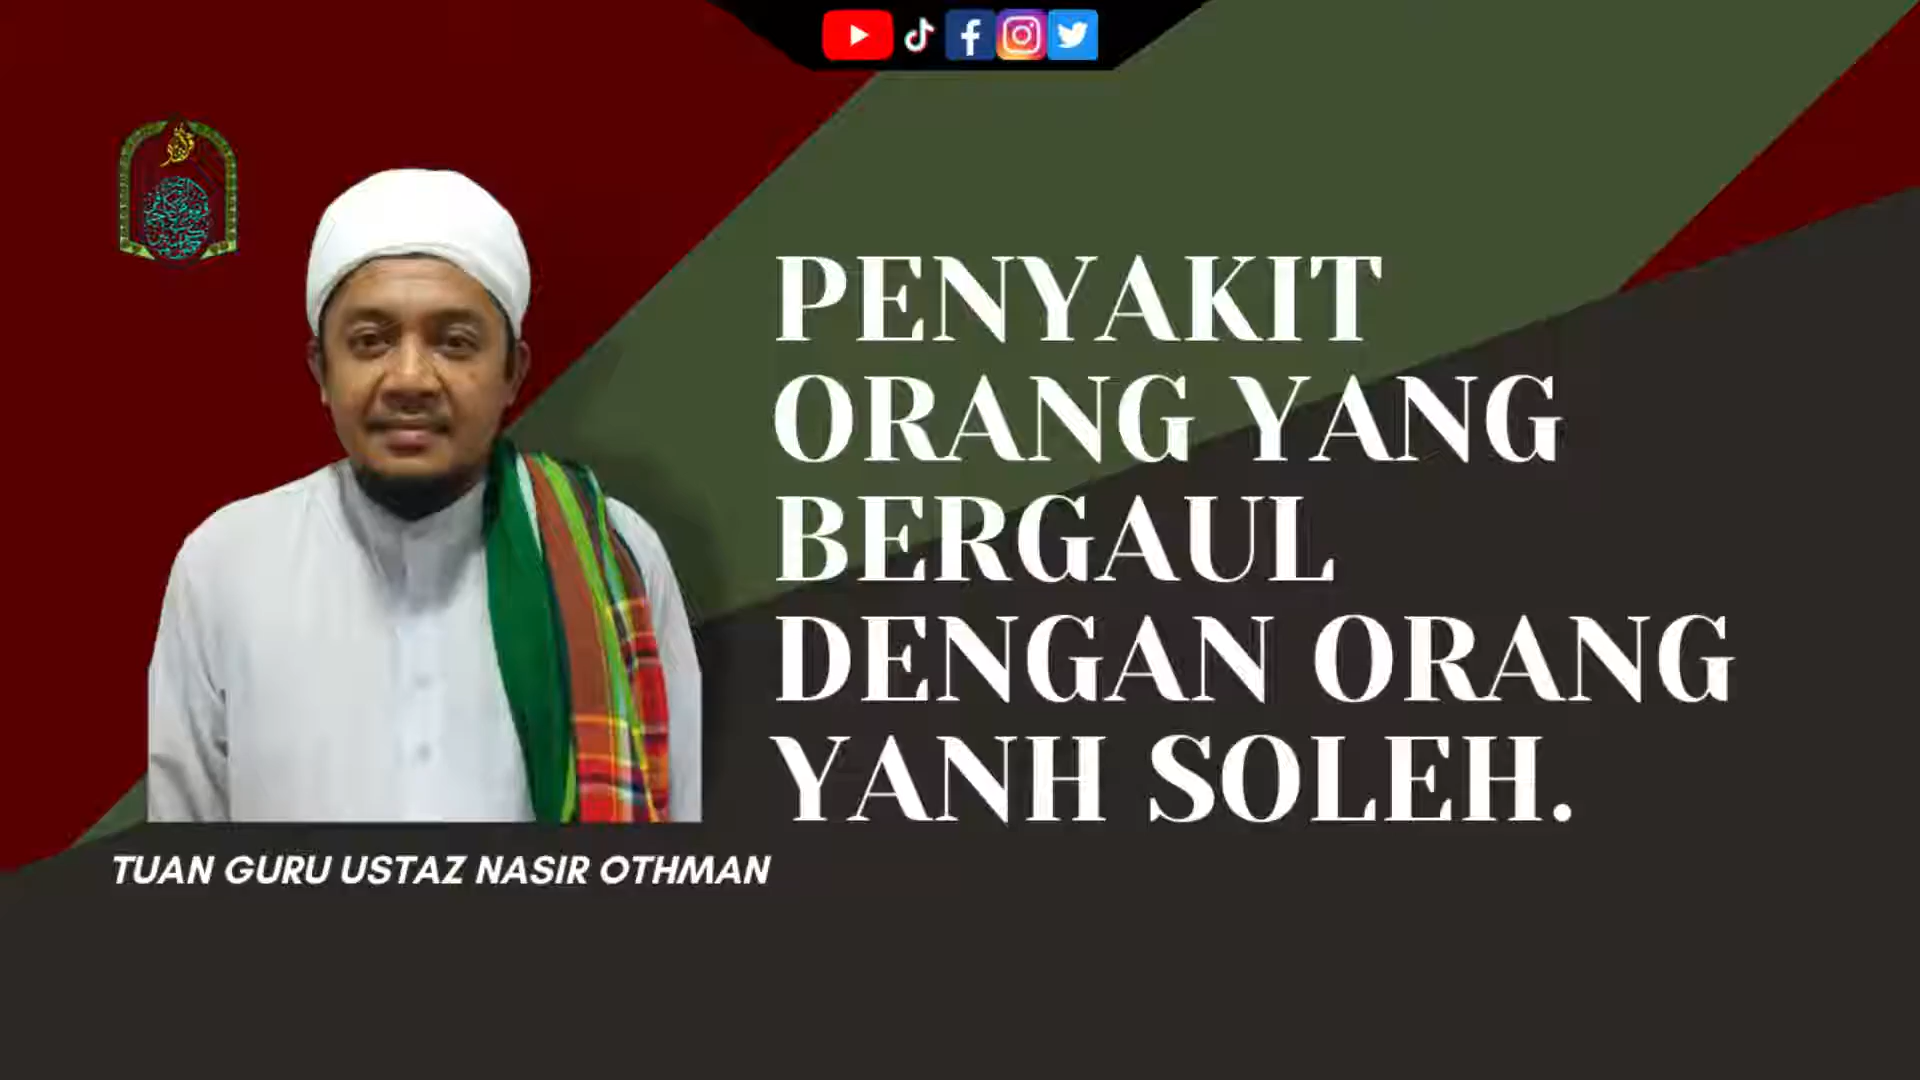 PENYAKIT
ORANG YANG
BERGAUL
DENGAN ORANG
YANH SOLEH.
TUAN GURU USTAZ NASIR OTHMAN